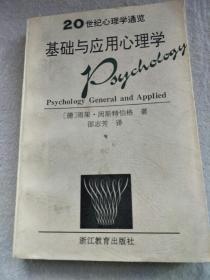 20世纪心理学通览
基础与应用心理学
Psychology
Psychology General and Applied
〔德〕雨果·闵斯特伯格 著
邵志芳 译
浙江教育出版社